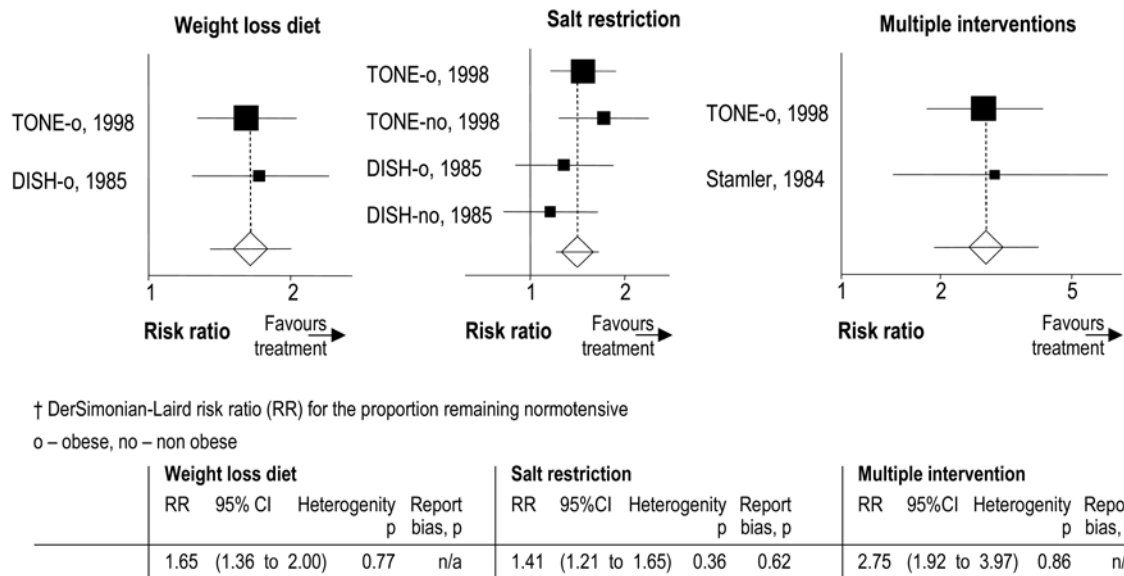 Weight loss diet
TONE-o, 1998
DISH-o, 1985
1 2
Risk ratio Favours treatment
Salt restriction
TONE-o, 1998
TONE-no, 1998
DISH-o, 1985
DISH-no, 1985
1 2
Risk ratio Favours treatment
Multiple interventions
TONE-o, 1998
Stamler, 1984
1 2 5
Risk ratio Favours treatment
† DerSimonian-Laird risk ratio (RR) for the proportion remaining normotensive
o – obese, no – non obese
Weight loss diet Salt restriction Multiple intervention
RR 95% CI Heterogenity p Report bias, p RR 95%CI Heterogenity p Report bias, p RR 95% CI Heterogenity p
1.65 (1.36 to 2.00) 0.77 n/a 1.41 (1.21 to 1.65) 0.36 0.62 2.75 (1.92 to 3.97) 0.86